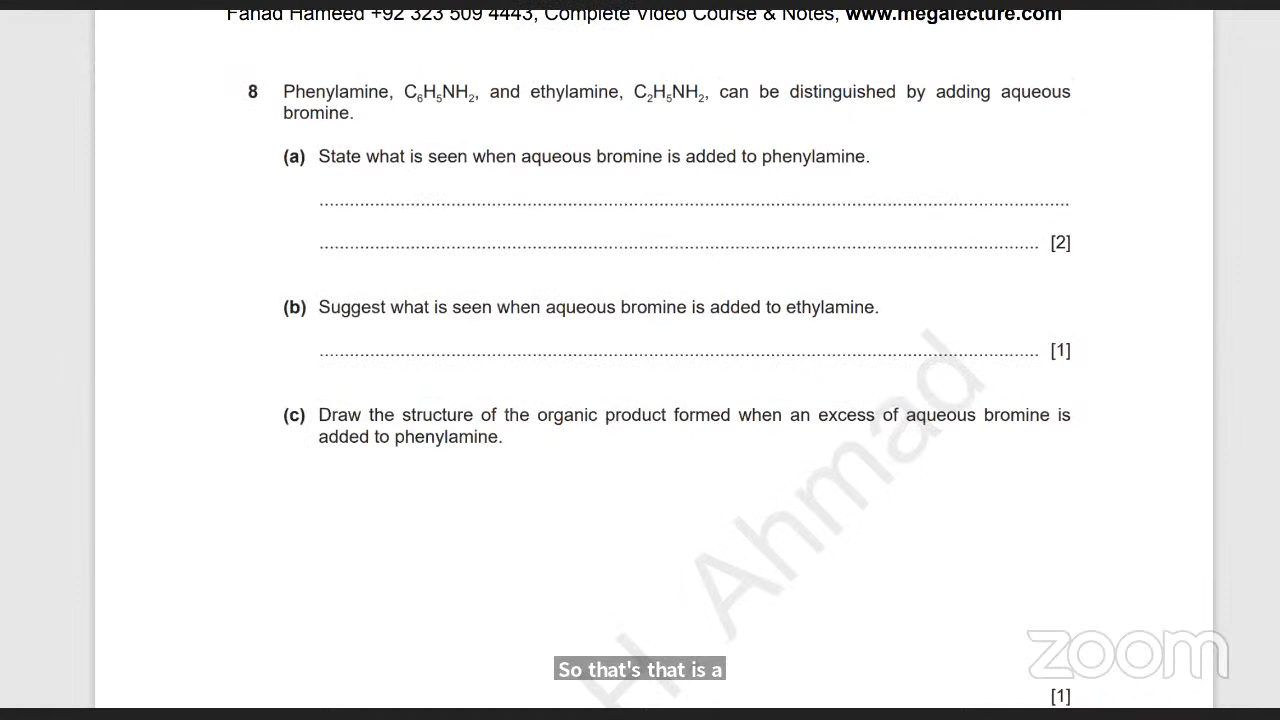 Fahad Hameed +92 323 509 4443, Complete Video Course & Notes, www.megalecture.com
8 Phenylamine, C₆H₅NH₂, and ethylamine, C₂H₅NH₂, can be distinguished by adding aqueous
bromine.
(a) State what is seen when aqueous bromine is added to phenylamine.
..............................................................................................................................
.............................................................................................................................. [2]
(b) Suggest what is seen when aqueous bromine is added to ethylamine.
.............................................................................................................................. [1]
(c) Draw the structure of the organic product formed when an excess of aqueous bromine is
added to phenylamine.
H Ahmad
zoom
So that's that is a
[1]